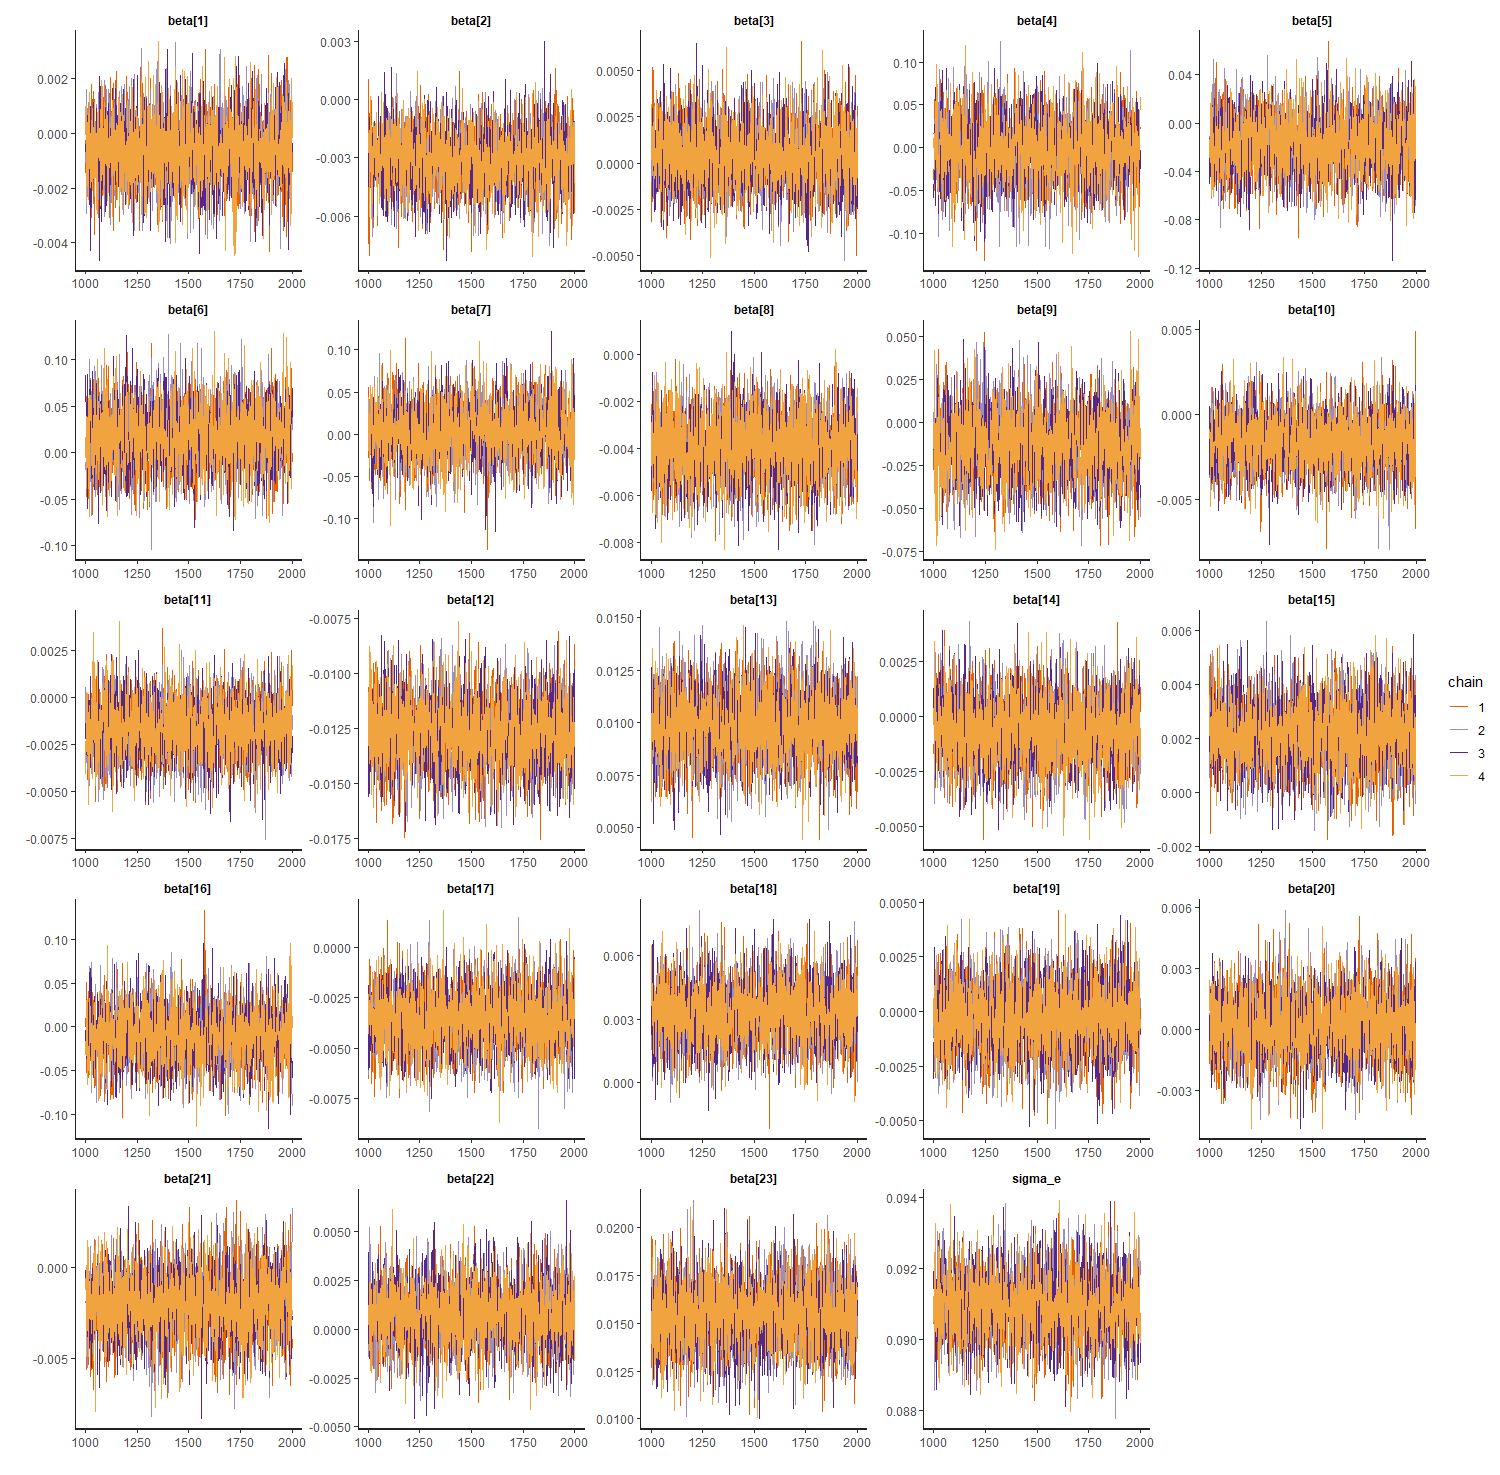 beta[1] beta[2] beta[3] beta[4] beta[5]
0.002 0.000 -0.002 -0.004
0.003 0.000 -0.003 -0.006
0.0050 0.0025 0.0000 -0.0025 -0.0050
0.10 0.05 0.00 -0.05 -0.10
0.04 0.00 -0.04 -0.08 -0.12
1000 1250 1500 1750 2000 1000 1250 1500 1750 2000 1000 1250 1500 1750 2000 1000 1250 1500 1750 2000 1000 1250 1500 1750 2000
beta[6] beta[7] beta[8] beta[9] beta[10]
0.10 0.05 0.00 -0.05 -0.10
0.10 0.05 0.00 -0.05 -0.10
0.000 -0.002 -0.004 -0.006 -0.008
0.050 0.025 0.000 -0.025 -0.050 -0.075
0.005 0.000 -0.005
1000 1250 1500 1750 2000 1000 1250 1500 1750 2000 1000 1250 1500 1750 2000 1000 1250 1500 1750 2000 1000 1250 1500 1750 2000
beta[11] beta[12] beta[13] beta[14] beta[15]
0.0025 0.0000 -0.0025 -0.0050 -0.0075
-0.0075 -0.0100 -0.0125 -0.0150 -0.0175
0.0150 0.0125 0.0100 0.0075 0.0050
0.0025 0.0000 -0.0025 -0.0050
0.006 0.004 0.002 0.000 -0.002
1000 1250 1500 1750 2000 1000 1250 1500 1750 2000 1000 1250 1500 1750 2000 1000 1250 1500 1750 2000 1000 1250 1500 1750 2000
beta[16] beta[17] beta[18] beta[19] beta[20]
0.10 0.05 0.00 -0.05 -0.10
0.0000 -0.0025 -0.0050 -0.0075
0.006 0.003 0.000
0.0050 0.0025 0.0000 -0.0025 -0.0050
0.006 0.003 0.000 -0.003
1000 1250 1500 1750 2000 1000 1250 1500 1750 2000 1000 1250 1500 1750 2000 1000 1250 1500 1750 2000 1000 1250 1500 1750 2000
beta[21] beta[22] beta[23] sigma_e
0.000 -0.005
0.0050 0.0025 0.0000 -0.0025 -0.0050
0.0200 0.0175 0.0150 0.0125 0.0100
0.094 0.092 0.090 0.088
1000 1250 1500 1750 2000 1000 1250 1500 1750 2000 1000 1250 1500 1750 2000 1000 1250 1500 1750 2000
chain
1
2
3
4